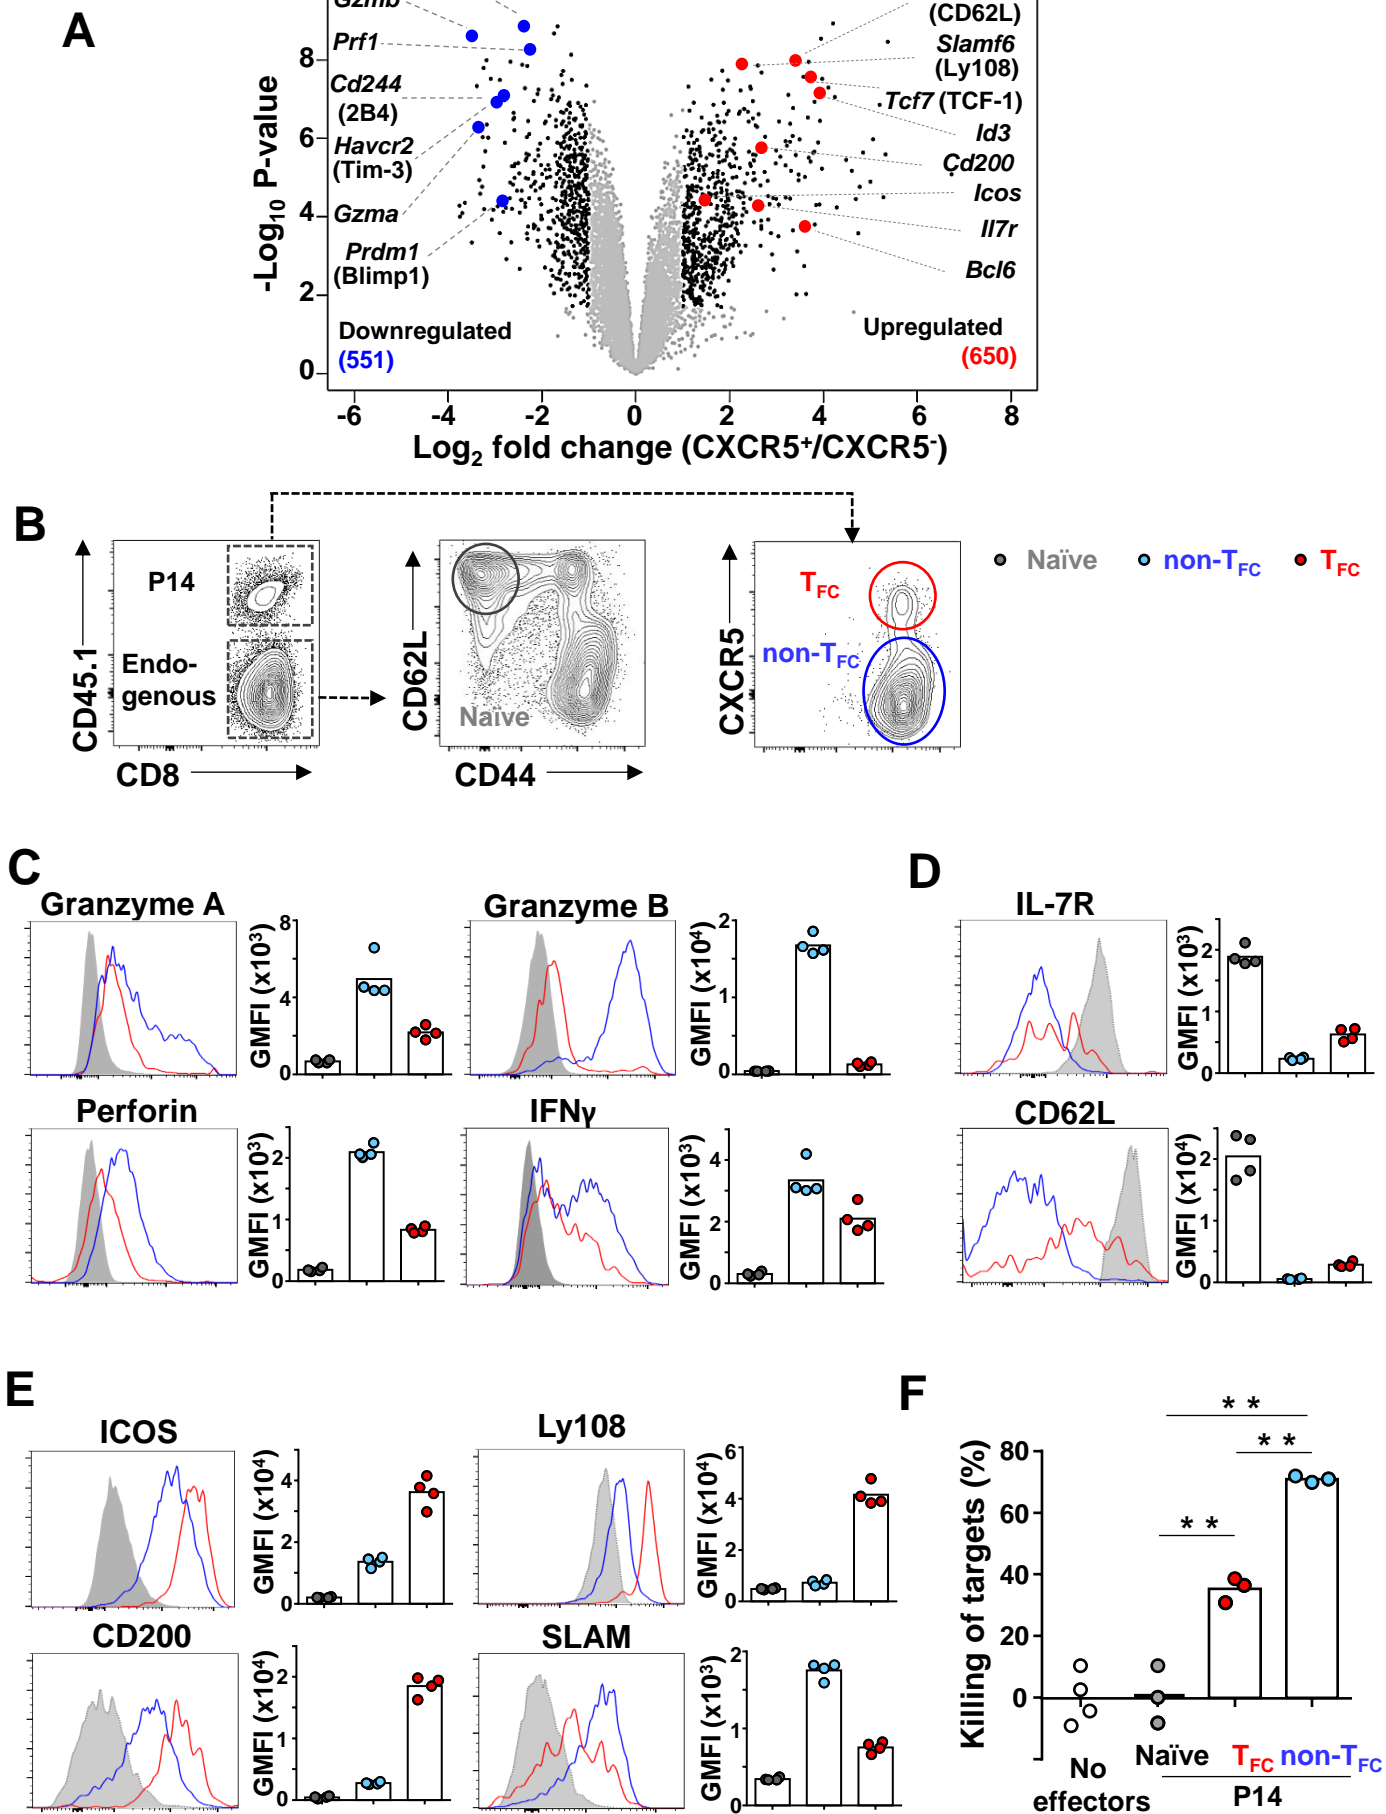 A
Gzmb
Prf1
Cd244
(2B4)
Havcr2
(Tim-3)
Gzma
Prdm1
(Blimp1)
(CD62L)
Slamf6
(Ly108)
Tcf7 (TCF-1)
Id3
Cd200
Icos
Il7r
Bcl6
Downregulated
(551)
Upregulated
(650)
-Log10 P-value
8
6
4
2
0
-6 -4 -2 0 2 4 6 8
Log2 fold change (CXCR5+/CXCR5-)
B
CD45.1
P14
Endo-
genous
CD8
CD62L
Naïve
CD44
CXCR5
TFC
non-TFC
Naïve non-TFC TFC
C
Granzyme A
GMFI (x10³)
8
4
0
Granzyme B
GMFI (x10⁴)
2
1
0
Perforin
GMFI (x10³)
2
1
0
IFNγ
GMFI (x10³)
4
2
0
D
IL-7R
GMFI (x10³)
2
1
0
CD62L
GMFI (x10⁴)
2
1
0
E
ICOS
GMFI (x10⁴)
4
2
0
Ly108
GMFI (x10⁴)
6
4
2
0
CD200
GMFI (x10⁴)
2
1
0
SLAM
GMFI (x10³)
2
1
0
F
Killing of targets (%)
80
60
40
20
0
* *
* *
* *
No
effectors
Naïve TFC non-TFC
P14